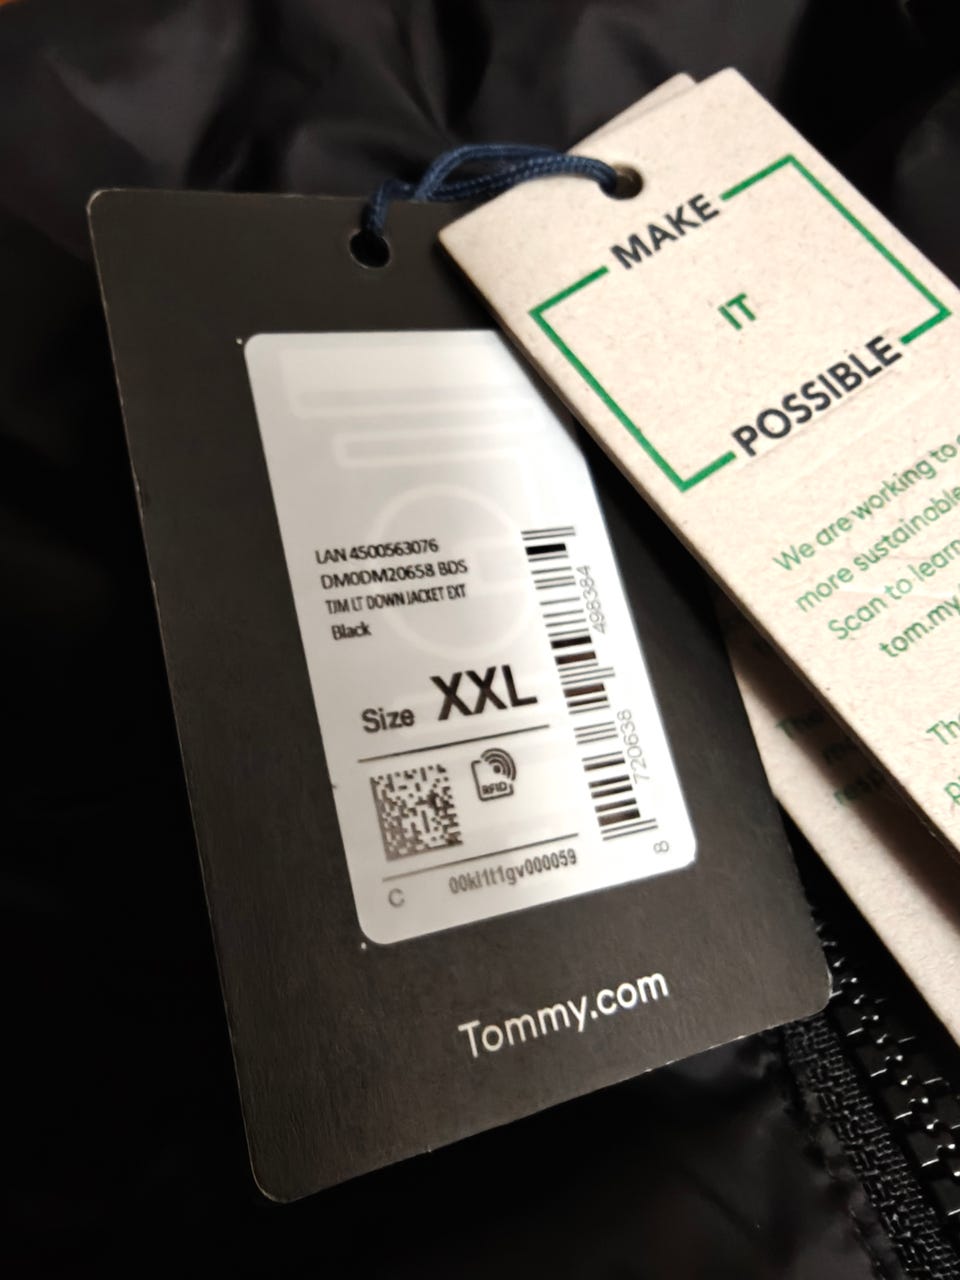 LAN 4500563076
DM0DM20658 BDS
TJM LT DOWN JACKET EXT
Black
Size XXL
RFID
C 00kl1t1gv000059
8 720638 498384
Tommy.com
MAKE
IT
POSSIBLE
We are working to
more sustainable
Scan to learn
tom.my/
The